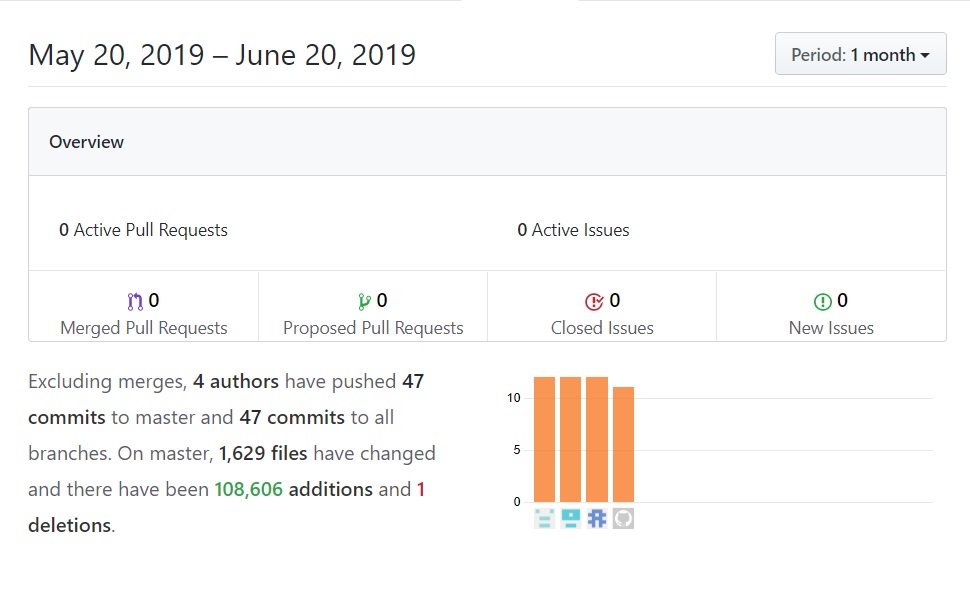 May 20, 2019 – June 20, 2019
Period: 1 month
Overview
0 Active Pull Requests
0 Active Issues
0
Merged Pull Requests
0
Proposed Pull Requests
0
Closed Issues
0
New Issues
Excluding merges, 4 authors have pushed 47
commits to master and 47 commits to all
branches. On master, 1,629 files have changed
and there have been 108,606 additions and 1
deletions.
10
5
0